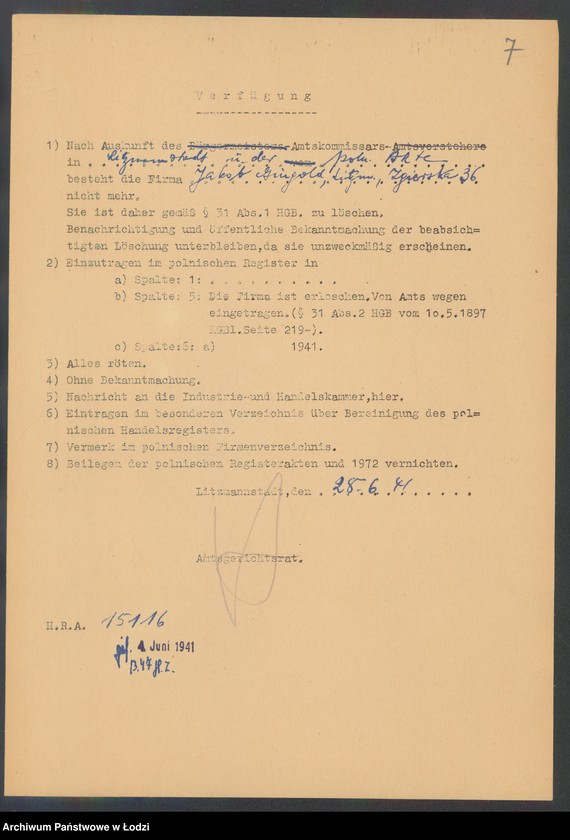 7
Verfügung
1) Nach Auskunft des Bürgermeisters-Amtskommissars-Amtsvorstehers
in Litzmannstadt u. der poln. Akte
besteht die Firma Jakob Gingold, Litzm., Zgierska 36
nicht mehr.
Sie ist daher gemäß § 31 Abs.1 HGB. zu löschen.
Benachrichtigung und öffentliche Bekanntmachung der beabsich=
tigten Löschung unterbleiben,da sie unzweckmäßig erscheinen.
2) Einzutragen im polnischen Register in
a) Spalte: 1: . . . . . . . . . .
b) Spalte: 5: Die Firma ist erloschen.Von Amts wegen
eingetragen.(§ 31 Abs.2 HGB vom 10.5.1897
RGBl.Seite 219-).
c) Spalte:6: a) 1941.
3) Alles röten.
4) Ohne Bekanntmachung.
5) Nachricht an die Industrie-und Handelskammer,hier.
6) Eintragen im besonderen Verzeichnis über Bereinigung des pol=
nischen Handelsregisters.
7) Vermerk im polnischen Firmenverzeichnis.
8) Beilegen der polnischen Registerakten und 1972 vernichten.
Litzmannstadt,den 28.6.41
Amtsgerichtsrat.
H.R.A. 15116
gef. 4. Juni 1941
Archiwum Państwowe w Łodzi